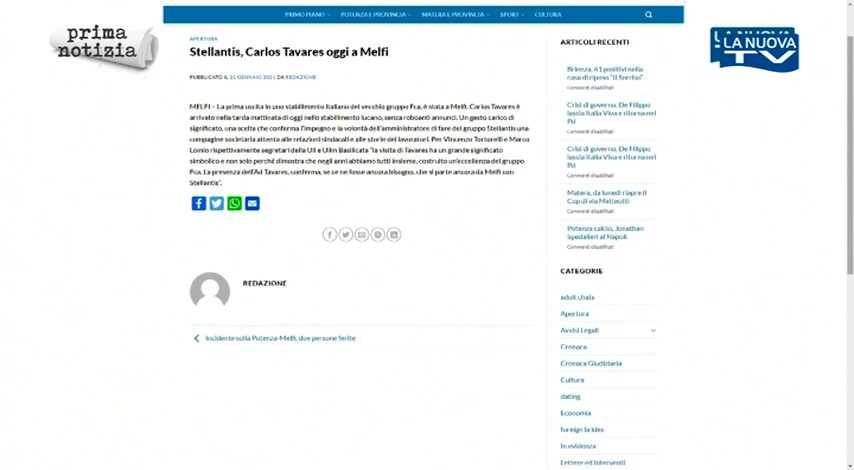 prima
notizia
PRIMO PIANO
POTENZA E PROVINCIA
MATERA E PROVINCIA
SPORT
CULTURA
LA NUOVA
TV
APERTURA
Stellantis, Carlos Tavares oggi a Melfi
PUBBLICATO IL 21 GENNAIO 2021 DA REDAZIONE
MELFI – La prima uscita in uno stabilimento italiano del vecchio gruppo Fca, è stata a Melfi. Carlos Tavares è
arrivato nella tarda mattinata di oggi nello stabilimento lucano, senza roboanti annunci. Un gesto carico di
significato, una scelta che conferma l'impegno e la volontà dell'amministratore di fare del gruppo Stellantis una
compagine societaria attenta alle relazioni sindacali e alle storie dei lavoratori. Per Vincenzo Tortorelli e Marco
Lomio rispettivamente segretari della Uil e Uilm Basilicata "la visita di Tavares ha un grande significato
simbolico e non solo perché dimostra che negli anni abbiamo tutti insieme, costruito un'eccellenza del gruppo
Fca. La presenza dell'Ad Tavares, conferma, se ce ne fosse ancora bisogno, che si parte ancora da Melfi con
Stellantis".
REDAZIONE
Incidente sulla Potenza-Melfi, due persone ferite
ARTICOLI RECENTI
Brienza, 61 positivi nella
casa di riposo "Il Sorriso"
Commenti disabilitati
Crisi di governo, De Filippo
lascia Italia Viva e ritorna nel
Pd
Commenti disabilitati
Crisi di governo, De Filippo
lascia Italia Viva e ritorna nel
Pd
Commenti disabilitati
Matera, da lunedì riapre il
Cup di via Matteotti
Commenti disabilitati
Potenza calcio, Jonathan
Spedalieri al Napoli
Commenti disabilitati
CATEGORIE
adult chats
Apertura
Avvisi Legali
Cronaca
Cronaca Giudiziaria
Cultura
dating
Economia
foreign brides
In evidenza
Lettere ed Interventi